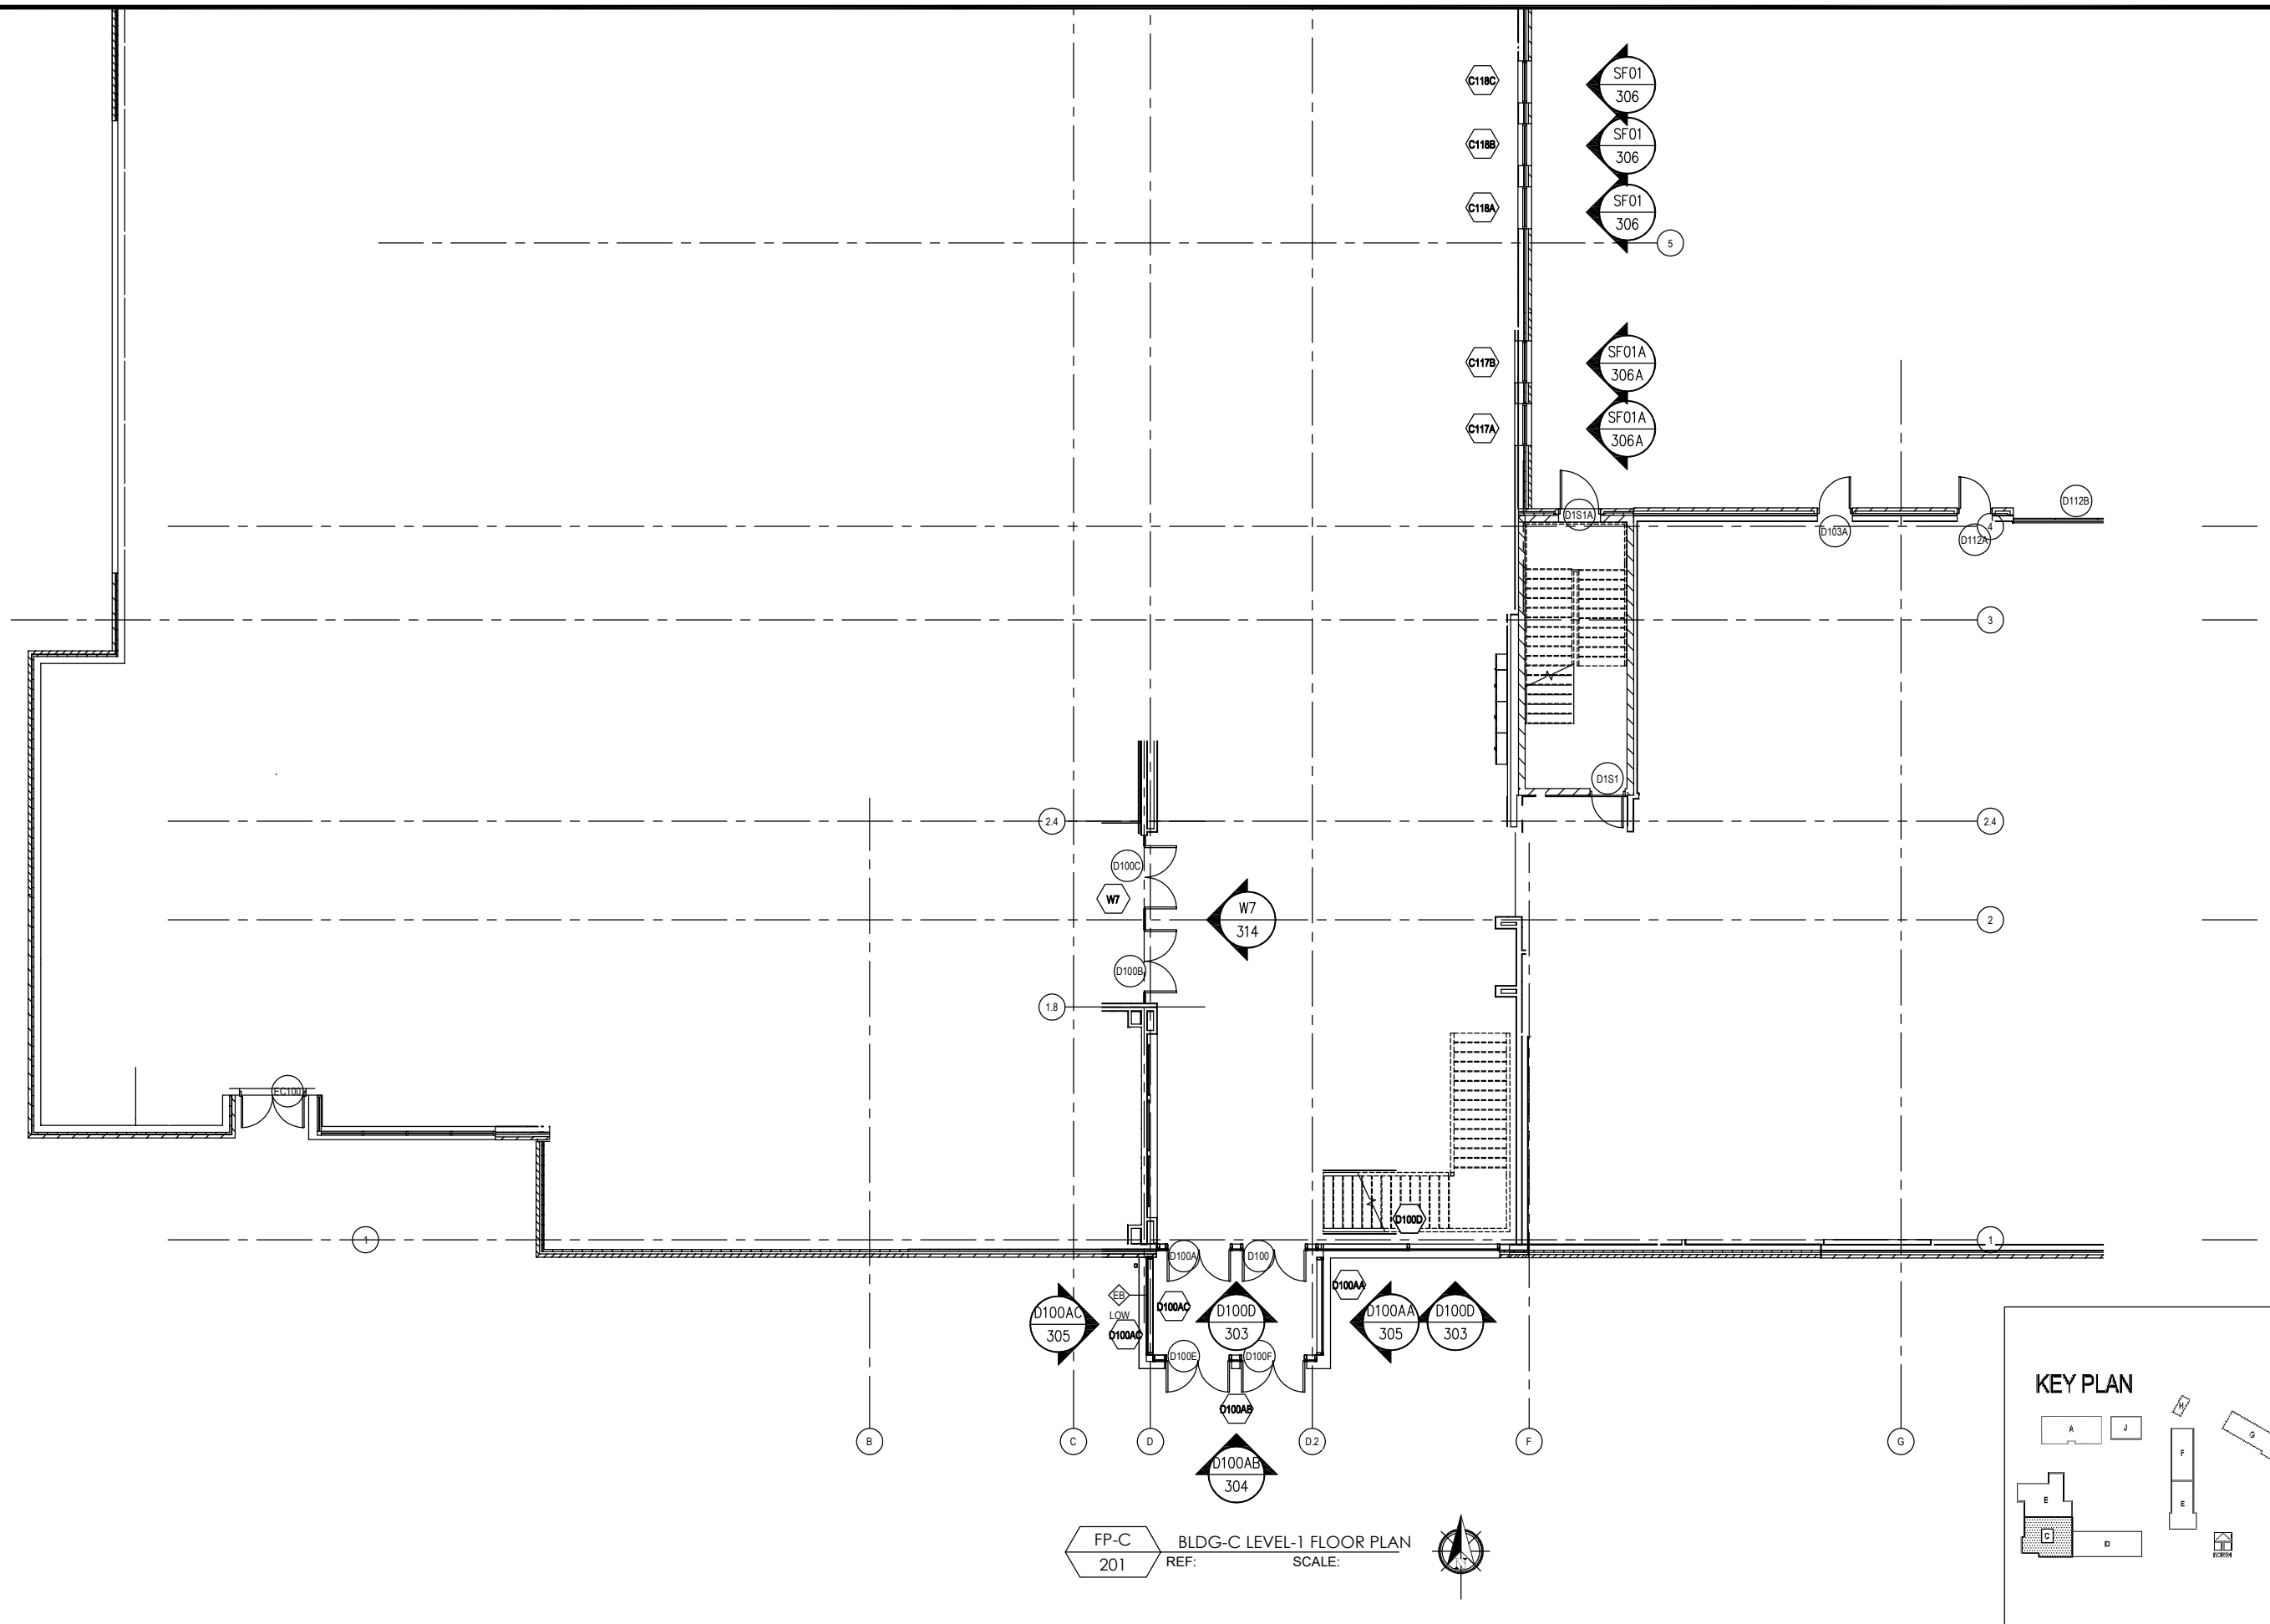 C118C
SF01
306
C118B
SF01
306
C118A
SF01
306
5
C117B
SF01A
306A
C117A
SF01A
306A
D1S1A
D103A
D112A
4
D112B
3
D1S1
2.4
2.4
D100C
W7
W7
314
2
D100B
1.8
EC100
D100D
1
1
D100A
D100
EB
LOW
D100AC
D100AC
D100AA
D100AC
305
D100D
303
D100AA
305
D100D
303
D100E
D100F
D100AB
D100AB
304
B
C
D
D.2
F
G
FP-C
201
BLDG-C LEVEL-1 FLOOR PLAN
REF:
SCALE:
KEY PLAN
A
J
H
G
F
B
E
C
D
NORTH